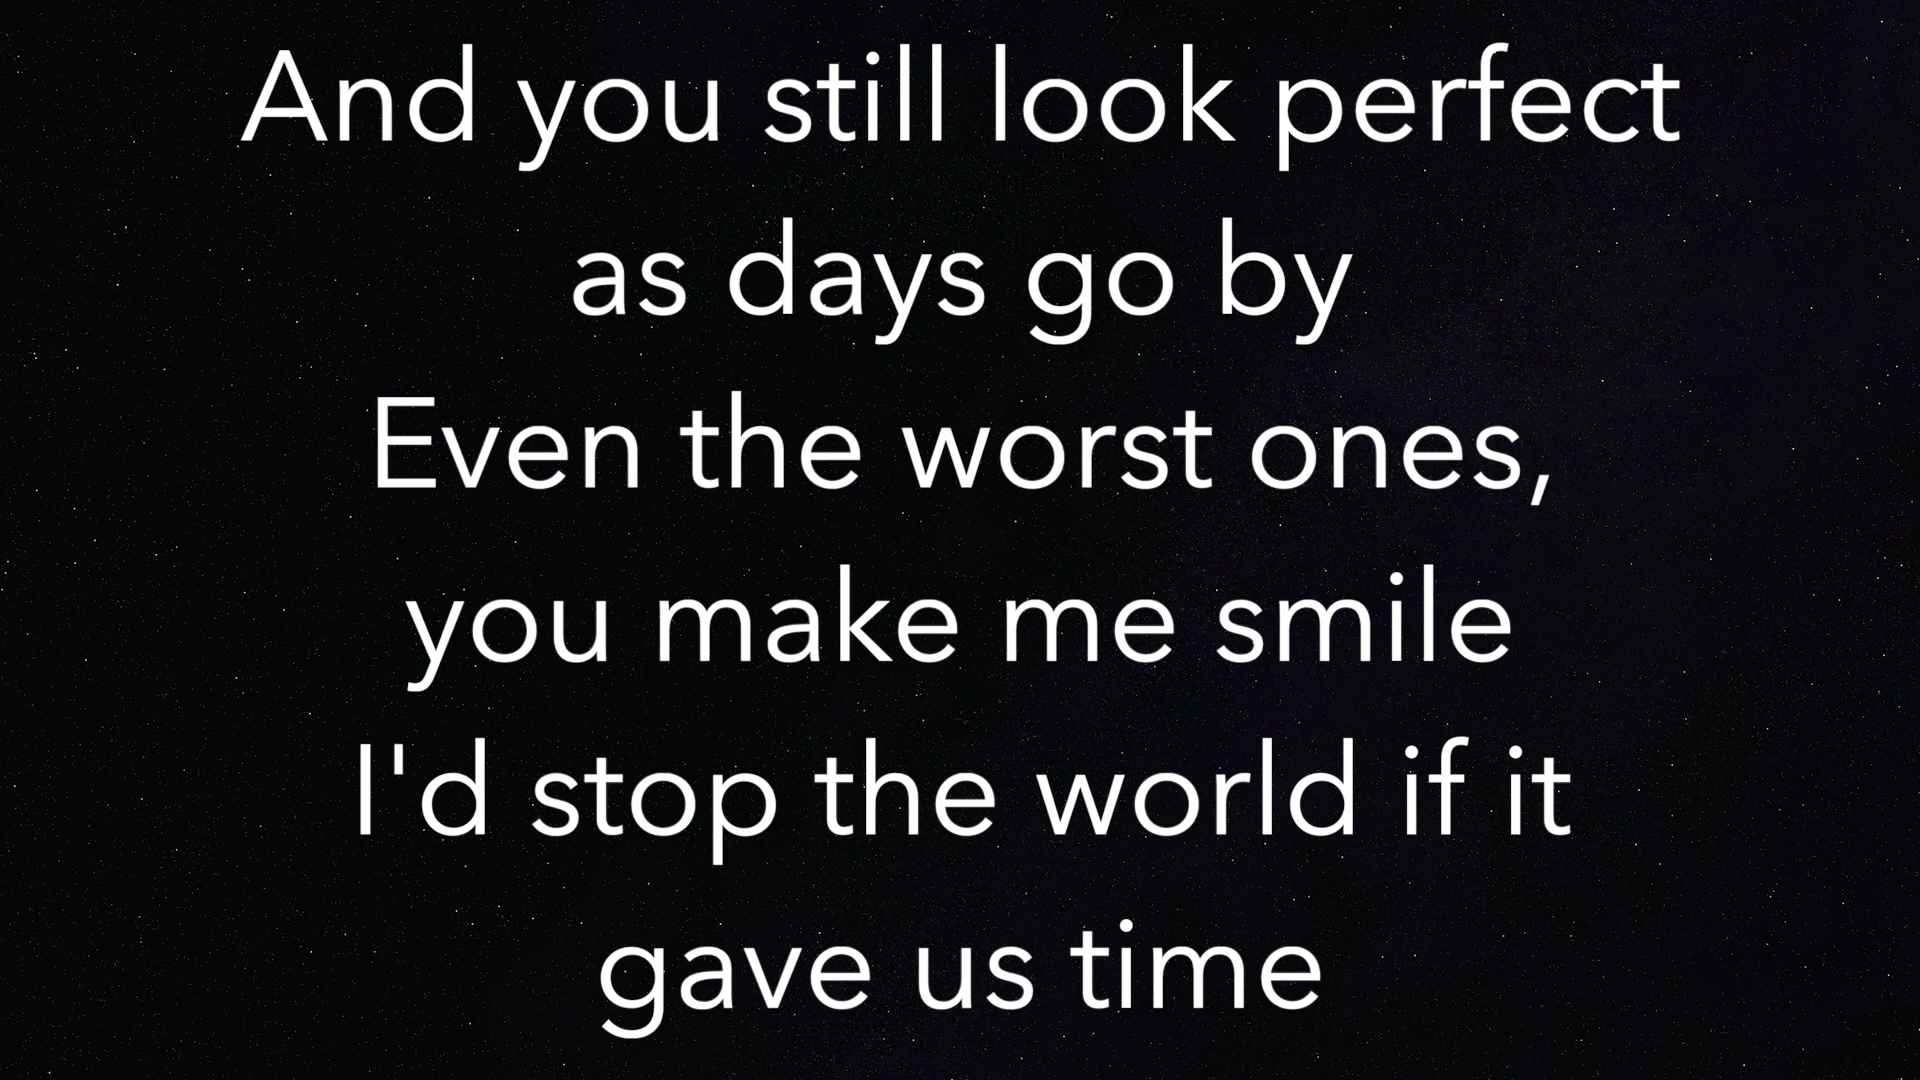 And you still look perfect
as days go by
Even the worst ones,
you make me smile
I'd stop the world if it
gave us time